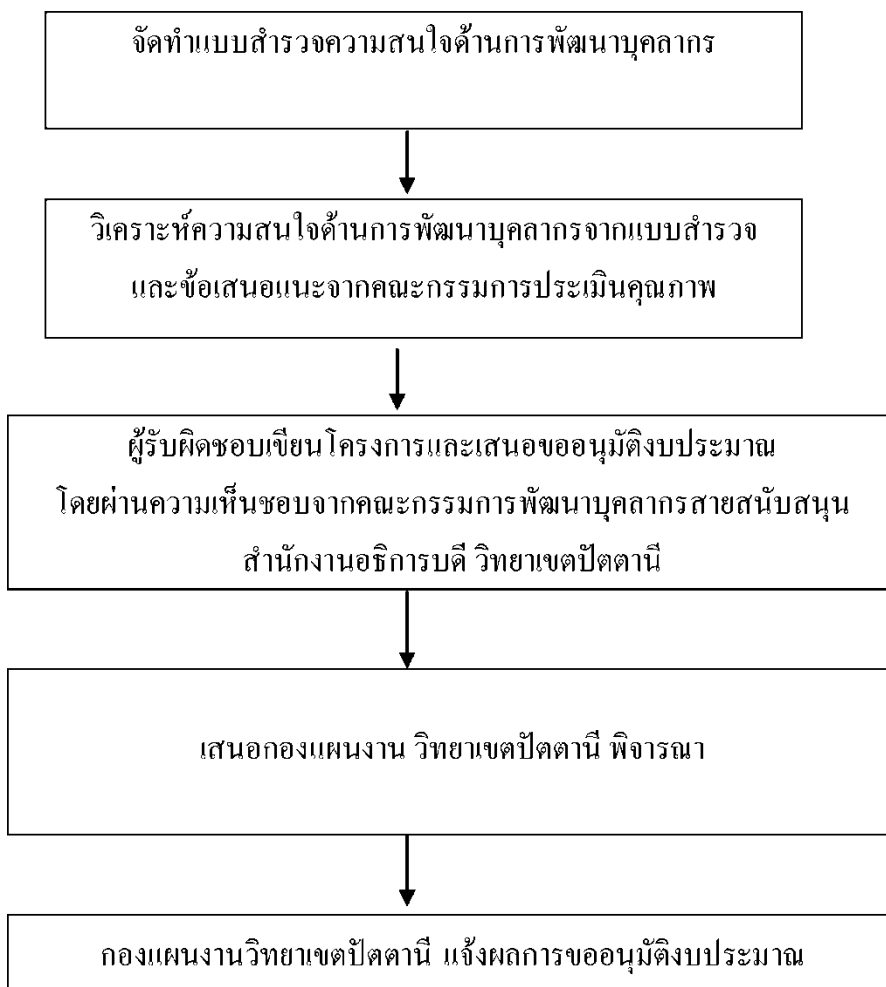 จัดทำแบบสำรวจความสนใจด้านการพัฒนาบุคลากร
วิเคราะห์ความสนใจด้านการพัฒนาบุคลากรจากแบบสำรวจ
และข้อเสนอแนะจากคณะกรรมการประเมินคุณภาพ
ผู้รับผิดชอบเขียนโครงการและเสนอขออนุมัติงบประมาณ
โดยผ่านความเห็นชอบจากคณะกรรมการพัฒนาบุคลากรสายสนับสนุน
สำนักงานอธิการบดี วิทยาเขตปัตตานี
เสนอกองแผนงาน วิทยาเขตปัตตานี พิจารณา
กองแผนงานวิทยาเขตปัตตานี แจ้งผลการขออนุมัติงบประมาณ